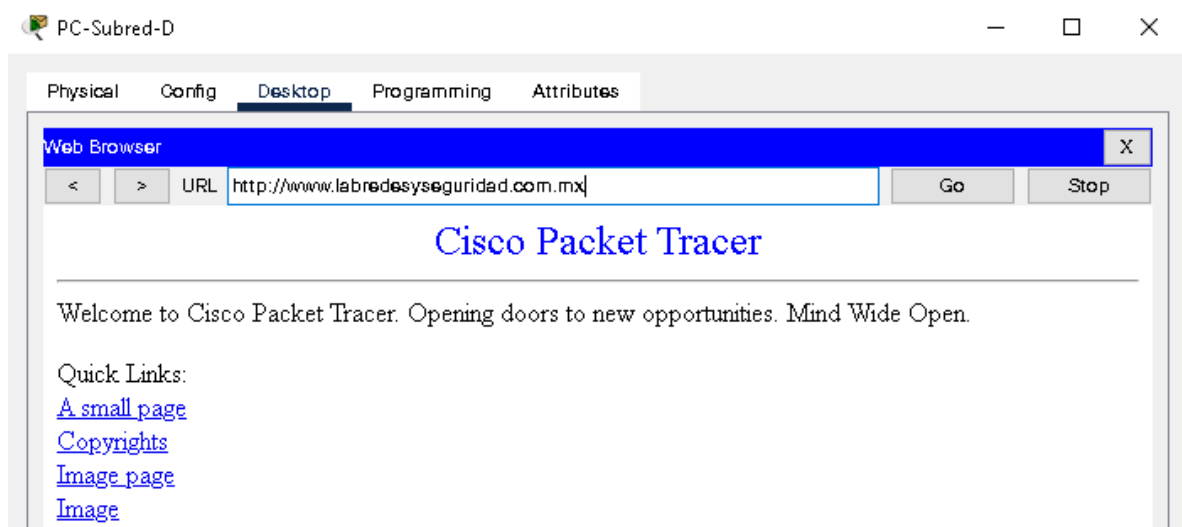 PC-Subred-D
Physical Config Desktop Programming Attributes
Web Browser X
< > URL http://www.labredesyseguridad.com.mx Go Stop
Cisco Packet Tracer
Welcome to Cisco Packet Tracer. Opening doors to new opportunities. Mind Wide Open.
Quick Links:
A small page
Copyrights
Image page
Image